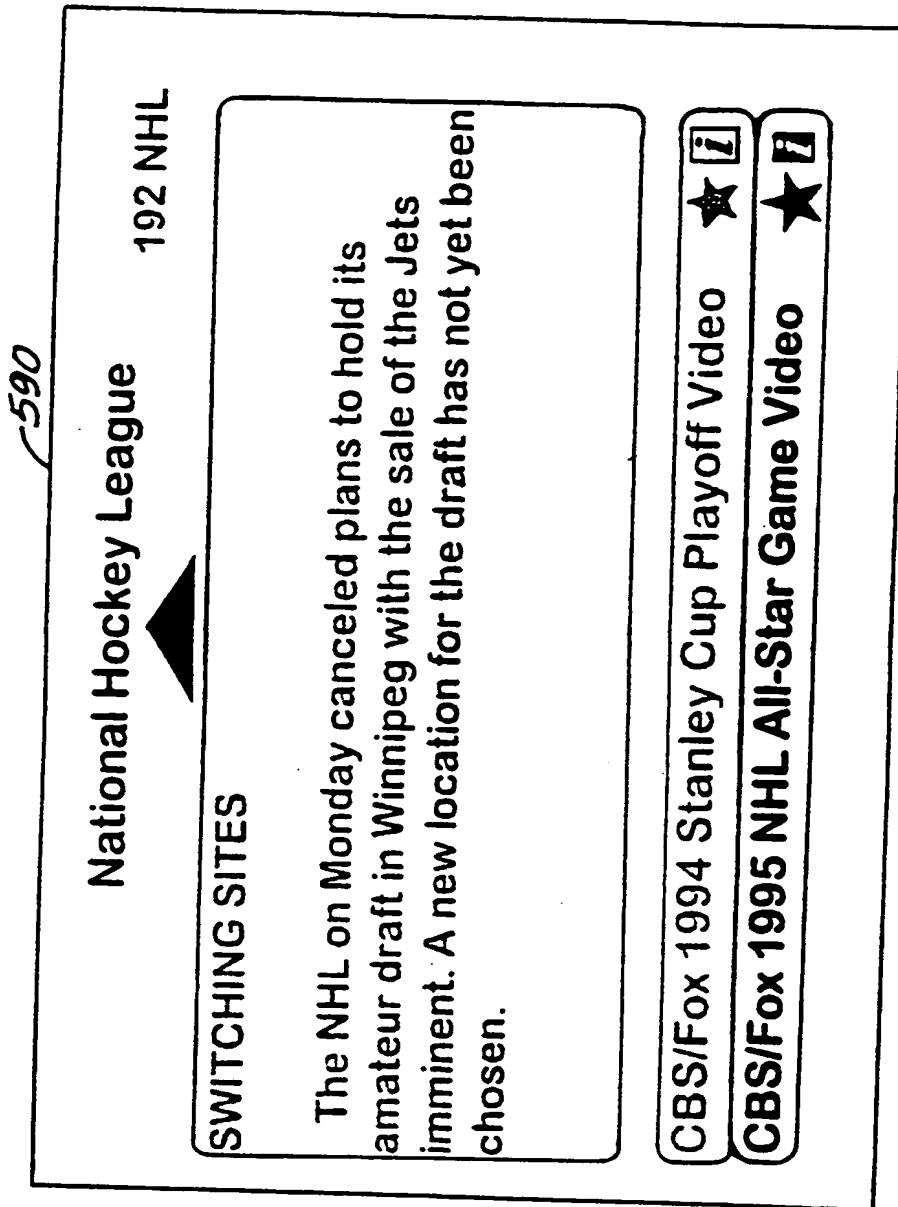 590
National Hockey League
192 NHL
SWITCHING SITES
The NHL on Monday canceled plans to hold its
amateur draft in Winnipeg with the sale of the Jets
imminent. A new location for the draft has not yet been
chosen.
CBS/Fox 1994 Stanley Cup Playoff Video i
CBS/Fox 1995 NHL All-Star Game Video i